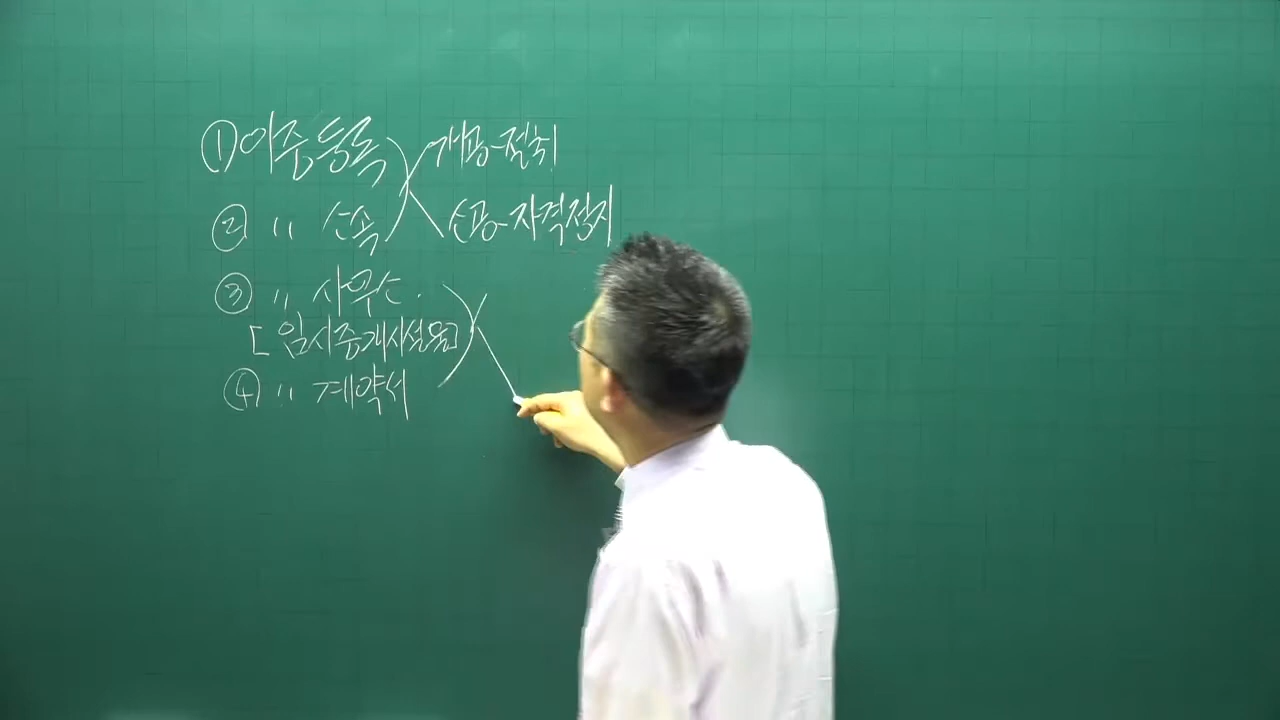 ① 이중등록 개공-절취
② 〃 소속 소공-자격정지
③ 〃 사무소.
[임시중개시설물]
④ 〃 계약서